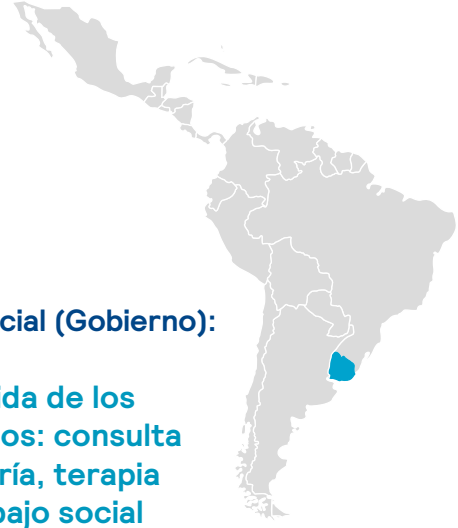 cial (Gobierno):
ida de los
os: consulta
ría, terapia
bajo social